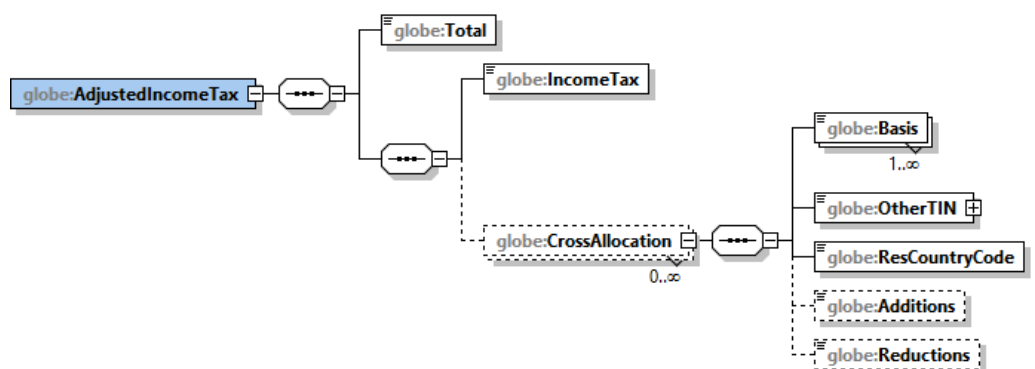 globe:Total
globe:AdjustedIncomeTax
globe:IncomeTax
globe:CrossAllocation
0..∞
globe:Basis
1..∞
globe:OtherTIN
globe:ResCountryCode
globe:Additions
globe:Reductions